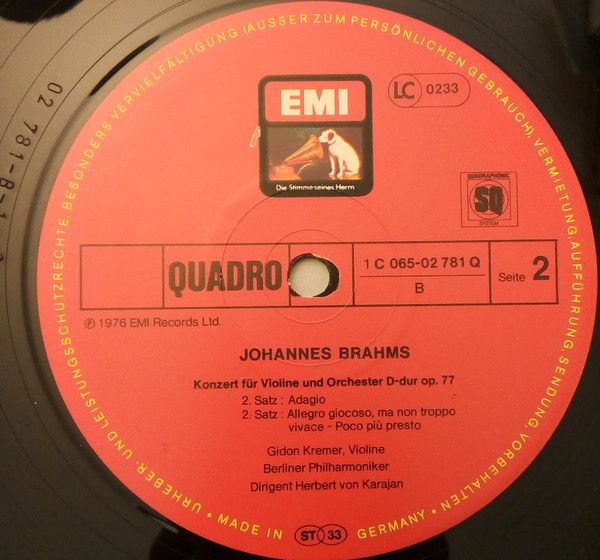 URHEBER- UND LEISTUNGSSCHUTZRECHTE, BESONDERS VERVIELFÄLTIGUNG (AUSSER ZUM PERSÖNLICHEN GEBRAUCH), VERMIETUNG, AUFFÜHRUNG, SENDUNG, VORBEHALTEN • MADE IN GERMANY •
02 781-B-1
EMI
LC 0233
Die Stimme seines Herrn
QUADRAPHONIC
SQ
SYSTEM
QUADRO
1 C 065-02 781 Q
B
Seite 2
℗ 1976 EMI Records Ltd.
JOHANNES BRAHMS
Konzert für Violine und Orchester D-dur op. 77
2. Satz : Adagio
2. Satz : Allegro giocoso, ma non troppo
vivace - Poco più presto
Gidon Kremer, Violine
Berliner Philharmoniker
Dirigent Herbert von Karajan
ST 33